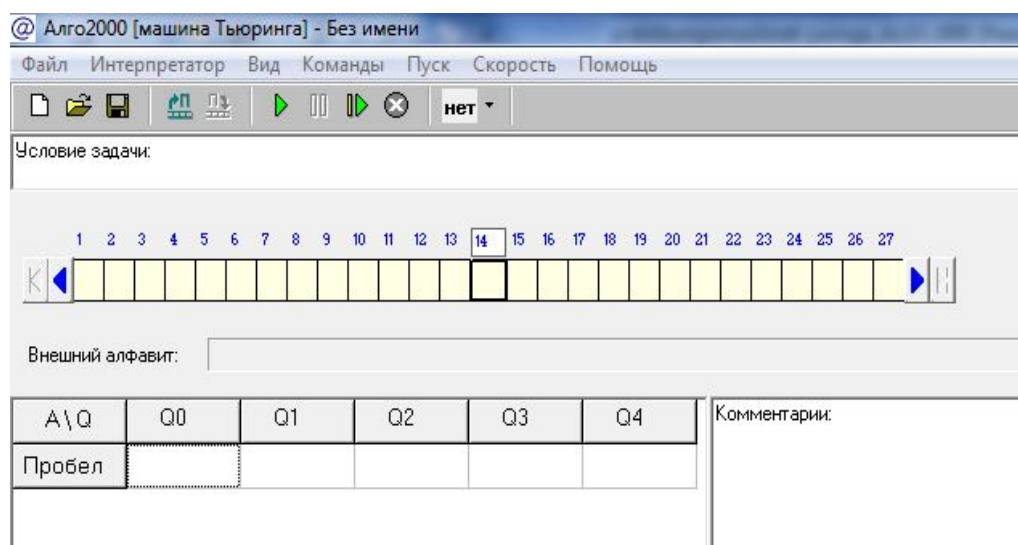 @ Алго2000 [машина Тьюринга] - Без имени
Файл Интерпретатор Вид Команды Пуск Скорость Помощь
нет
Условие задачи:
1 2 3 4 5 6 7 8 9 10 11 12 13 14 15 16 17 18 19 20 21 22 23 24 25 26 27
Внешний алфавит:
A\Q Q0 Q1 Q2 Q3 Q4 Комментарии:
Пробел